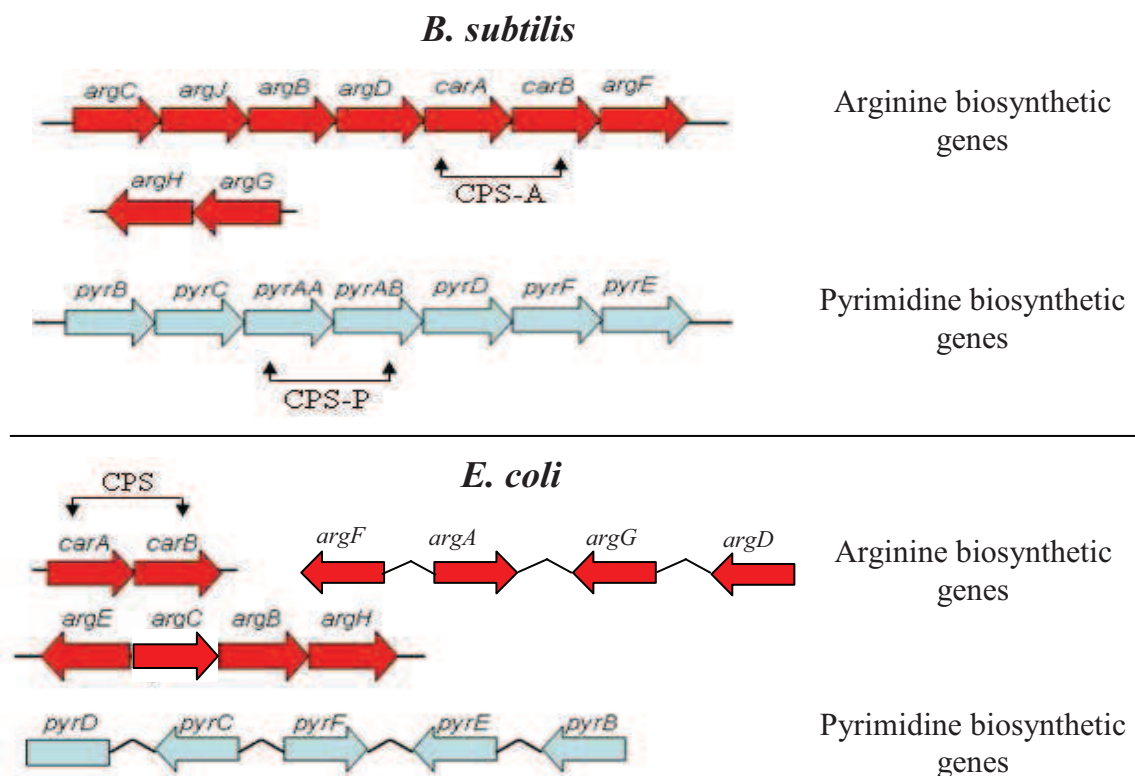 B. subtilis
argC argJ argB argD carA carB argF
Arginine biosynthetic
genes
CPS-A
argH argG
pyrB pyrC pyrAA pyrAB pyrD pyrF pyrE
Pyrimidine biosynthetic
genes
CPS-P
E. coli
CPS
carA carB
argF argA argG argD
Arginine biosynthetic
genes
argE argC argB argH
pyrD pyrC pyrF pyrE pyrB
Pyrimidine biosynthetic
genes